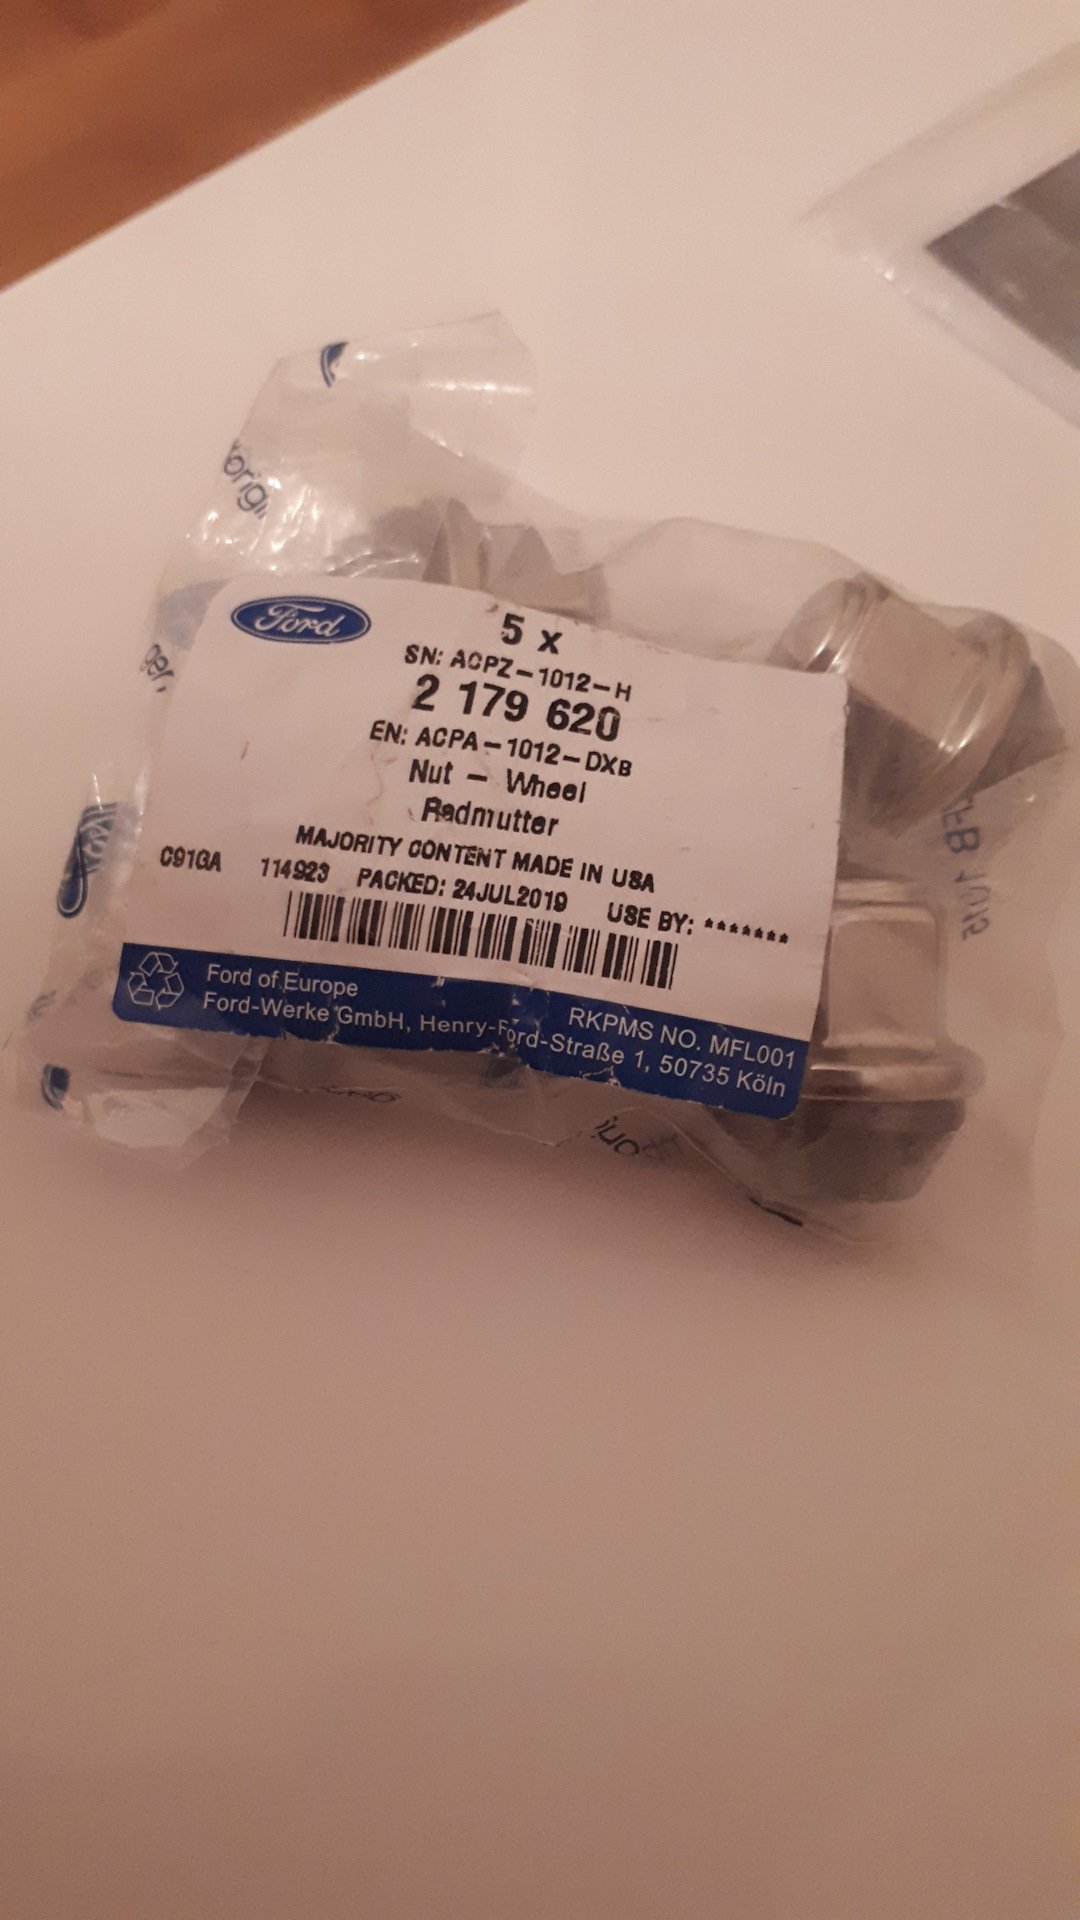 Ford
5 x
SN: ACPZ-1012-H
2 179 620
EN: ACPA-1012-DXB
Nut - Wheel
Radmutter
MAJORITY CONTENT MADE IN USA
C91GA 114923 PACKED: 24JUL2019 USE BY: *******
Ford of Europe
RKPMS NO. MFL001
Ford-Werke GmbH, Henry-Ford-Straße 1, 50735 Köln